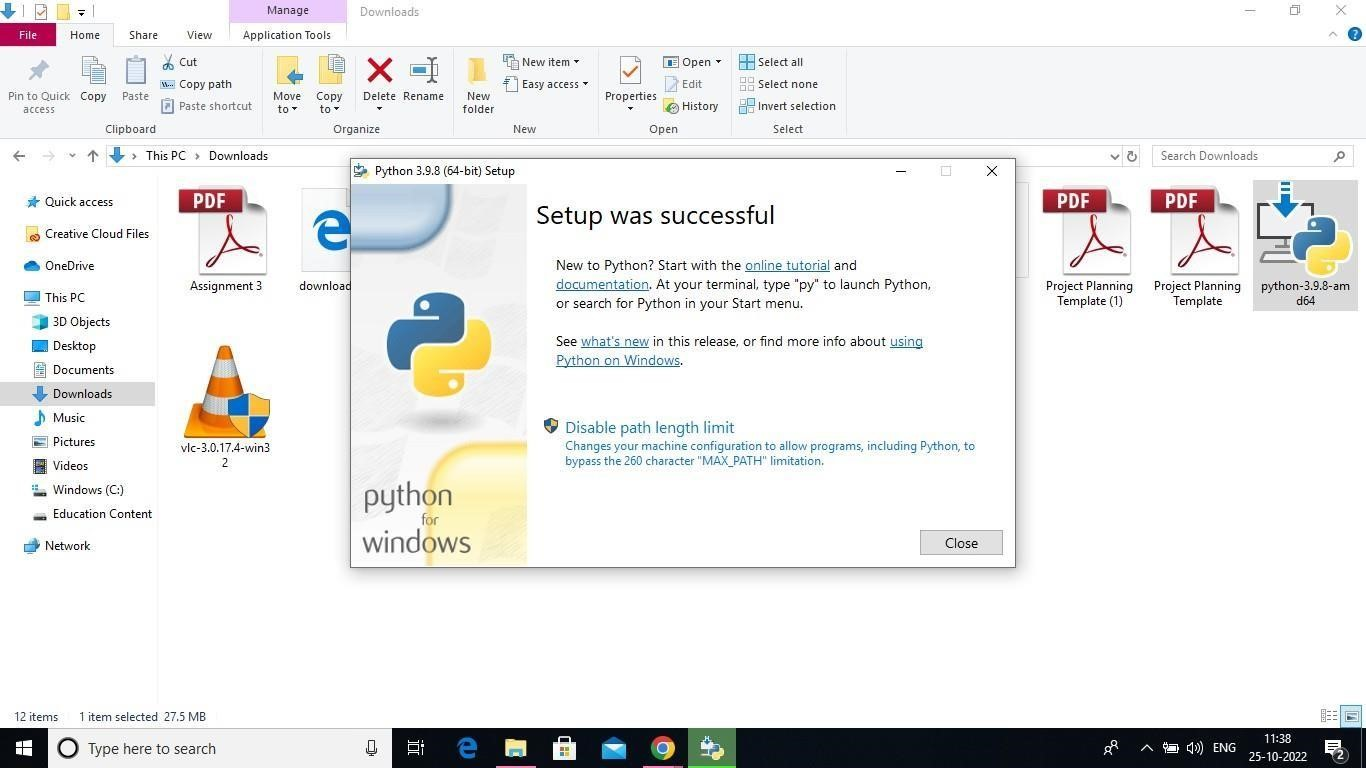 Manage
Downloads
File
Home
Share
View
Application Tools
Pin to Quick
access
Copy
Paste
Cut
Copy path
Paste shortcut
Clipboard
Move
to
Copy
to
Delete
Rename
Organize
New
folder
New item
Easy access
New
Properties
Open
Edit
History
Open
Select all
Select none
Invert selection
Select
This PC
Downloads
Search Downloads
Quick access
Creative Cloud Files
OneDrive
This PC
3D Objects
Desktop
Documents
Downloads
Music
Pictures
Videos
Windows (C:)
Education Content
Network
PDF
Assignment 3
download
vlc-3.0.17.4-win3
2
Python 3.9.8 (64-bit) Setup
Setup was successful
New to Python? Start with the online tutorial and
documentation. At your terminal, type "py" to launch Python,
or search for Python in your Start menu.
See what's new in this release, or find more info about using
Python on Windows.
Disable path length limit
Changes your machine configuration to allow programs, including Python, to
bypass the 260 character "MAX_PATH" limitation.
python
for
windows
Close
PDF
Project Planning
Template (1)
PDF
Project Planning
Template
python-3.9.8-am
d64
12 items
1 item selected 27.5 MB
Type here to search
ENG
11:38
25-10-2022
2